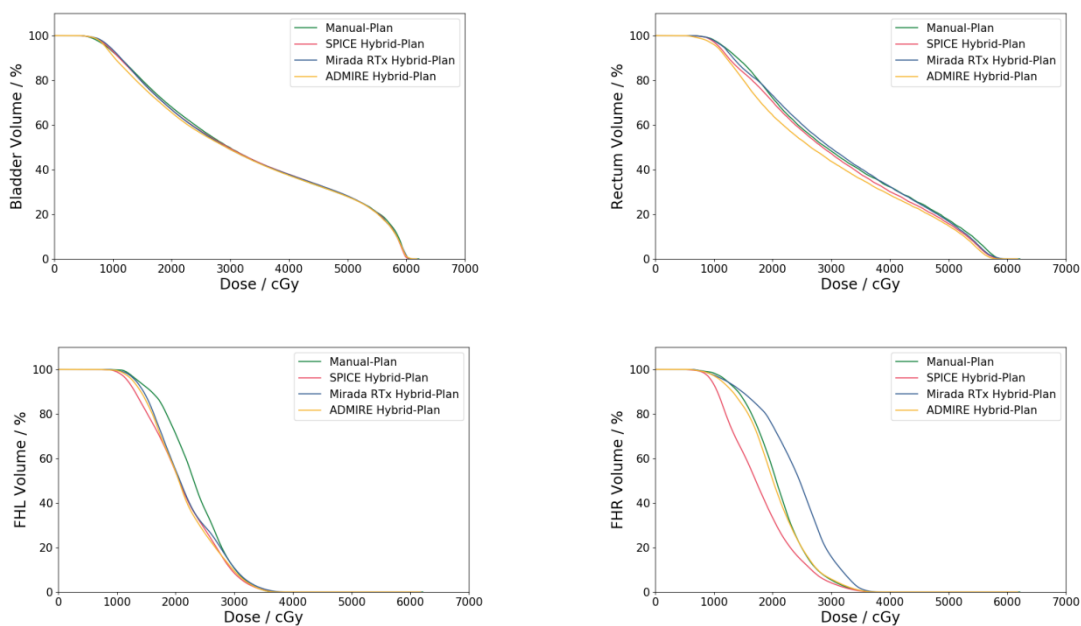 Manual-Plan
SPICE Hybrid-Plan
Mirada RTx Hybrid-Plan
ADMIRE Hybrid-Plan
Bladder Volume / %
100
80
60
40
20
0
0 1000 2000 3000 4000 5000 6000 7000
Dose / cGy
Manual-Plan
SPICE Hybrid-Plan
Mirada RTx Hybrid-Plan
ADMIRE Hybrid-Plan
Rectum Volume / %
100
80
60
40
20
0
0 1000 2000 3000 4000 5000 6000 7000
Dose / cGy
Manual-Plan
SPICE Hybrid-Plan
Mirada RTx Hybrid-Plan
ADMIRE Hybrid-Plan
FHL Volume / %
100
80
60
40
20
0
0 1000 2000 3000 4000 5000 6000 7000
Dose / cGy
Manual-Plan
SPICE Hybrid-Plan
Mirada RTx Hybrid-Plan
ADMIRE Hybrid-Plan
FHR Volume / %
100
80
60
40
20
0
0 1000 2000 3000 4000 5000 6000 7000
Dose / cGy